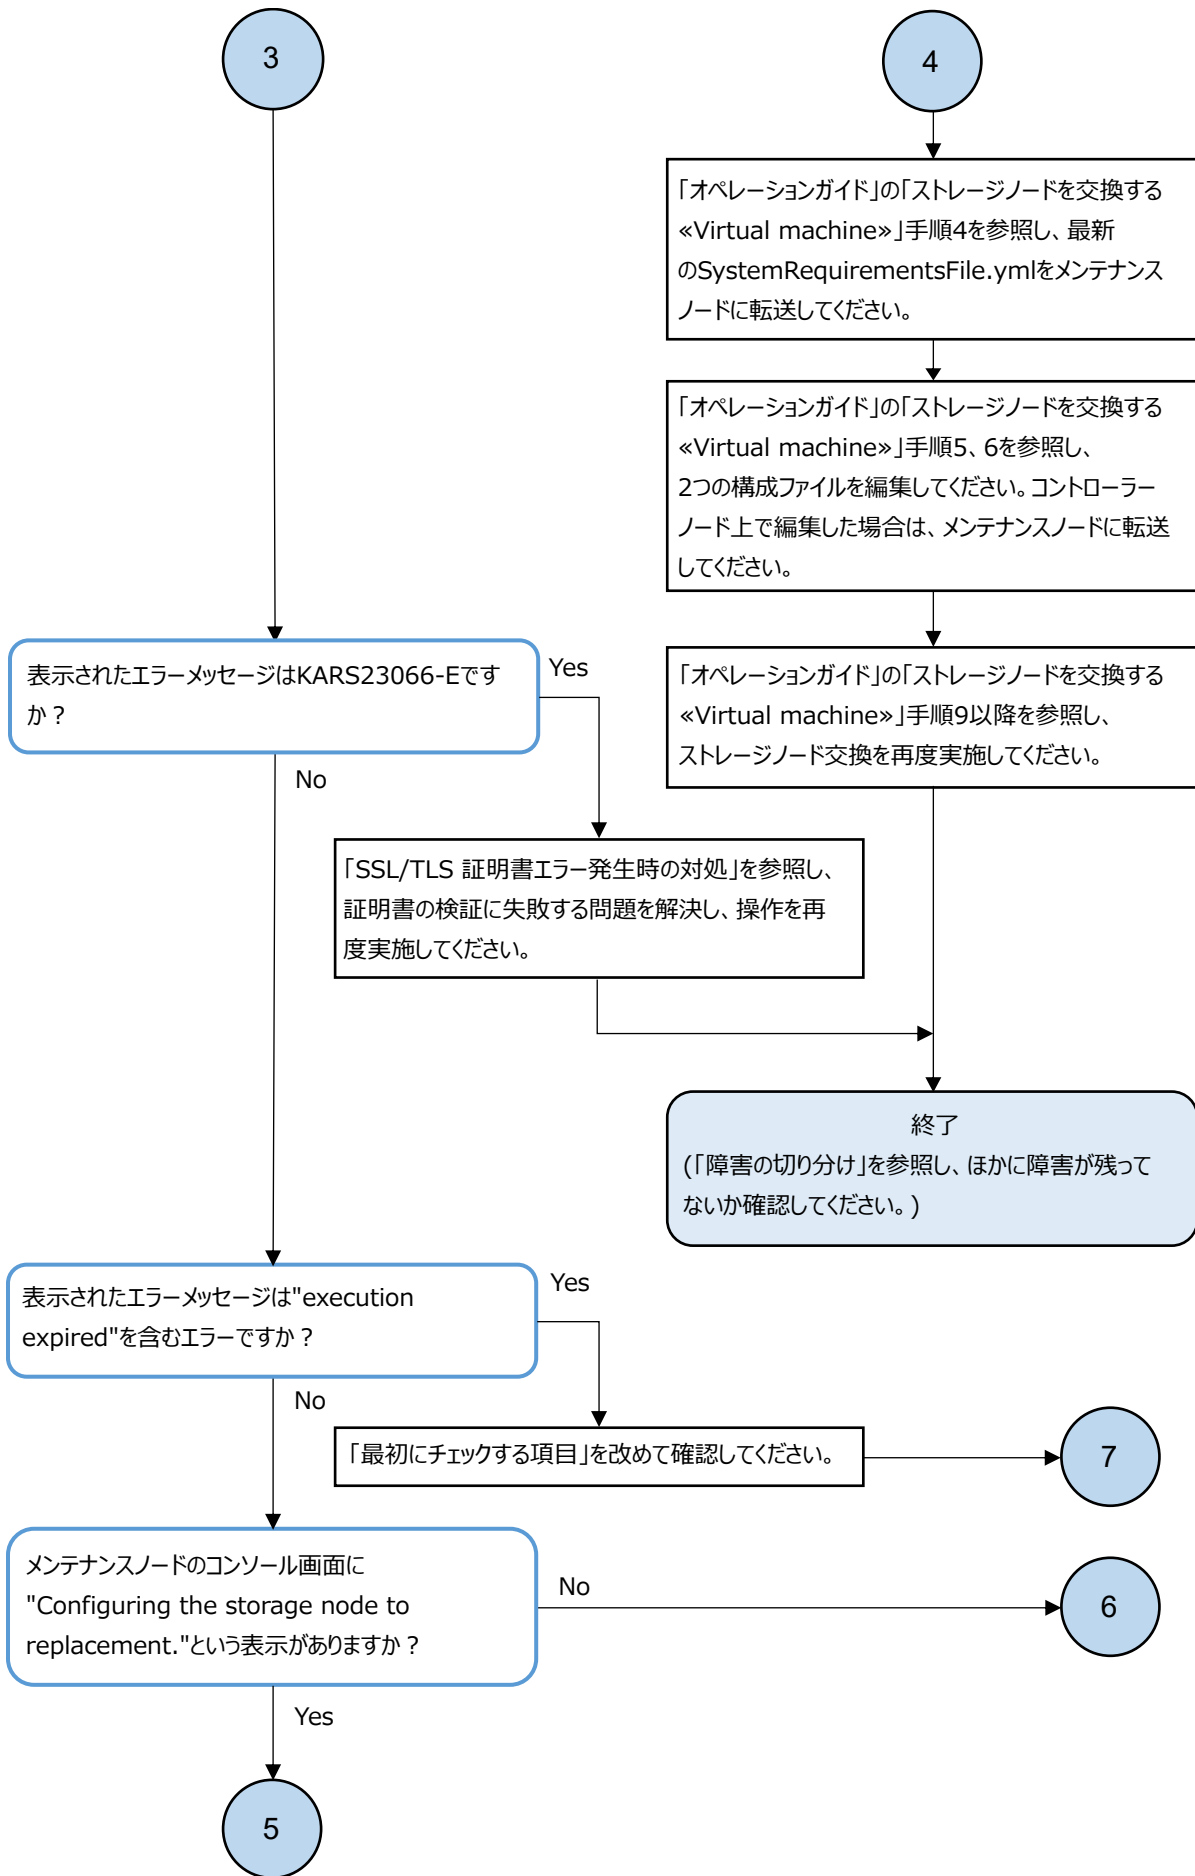 3
4
「オペレーションガイド」の「ストレージノードを交換する
«Virtual machine»」手順4を参照し、最新
のSystemRequirementsFile.ymlをメンテナンス
ノードに転送してください。
「オペレーションガイド」の「ストレージノードを交換する
«Virtual machine»」手順5、6を参照し、
2つの構成ファイルを編集してください。コントローラー
ノード上で編集した場合は、メンテナンスノードに転送
してください。
表示されたエラーメッセージはKARS23066-Eです
か？
Yes
No
「オペレーションガイド」の「ストレージノードを交換する
«Virtual machine»」手順9以降を参照し、
ストレージノード交換を再度実施してください。
「SSL/TLS 証明書エラー発生時の対処」を参照し、
証明書の検証に失敗する問題を解決し、操作を再
度実施してください。
終了
(「障害の切り分け」を参照し、ほかに障害が残って
ないか確認してください。)
表示されたエラーメッセージは"execution
expired"を含むエラーですか？
Yes
No
「最初にチェックする項目」を改めて確認してください。
7
メンテナンスノードのコンソール画面に
"Configuring the storage node to
replacement."という表示がありますか？
No
6
Yes
5